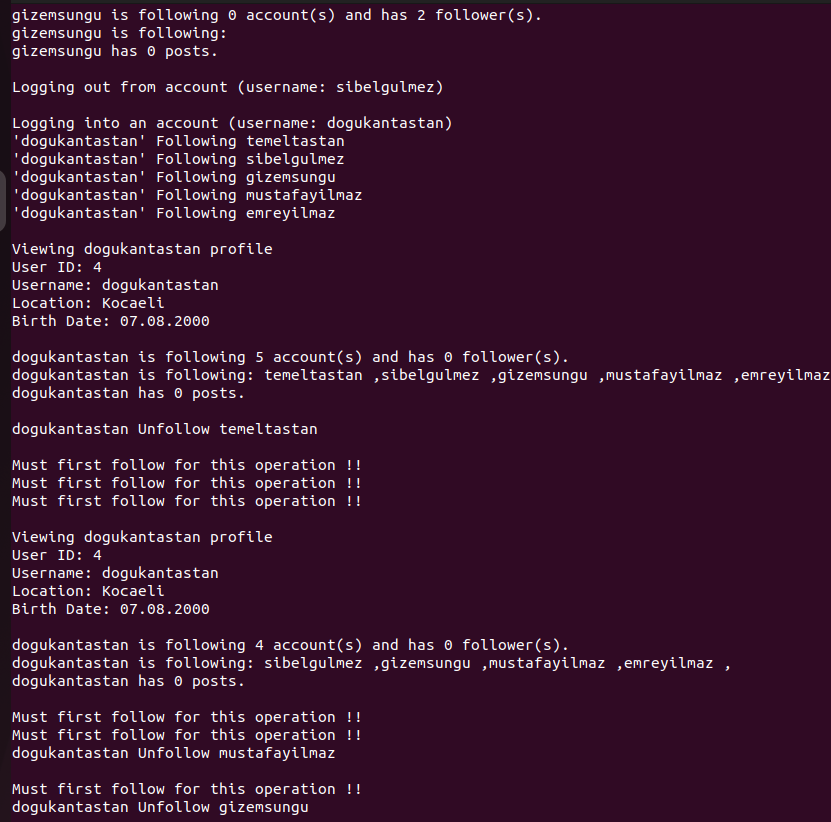 gizemsungu is following 0 account(s) and has 2 follower(s).
gizemsungu is following:
gizemsungu has 0 posts.

Logging out from account (username: sibelgulmez)

Logging into an account (username: dogukantastan)
'dogukantastan' Following temeltastan
'dogukantastan' Following sibelgulmez
'dogukantastan' Following gizemsungu
'dogukantastan' Following mustafayilmaz
'dogukantastan' Following emreyilmaz

Viewing dogukantastan profile
User ID: 4
Username: dogukantastan
Location: Kocaeli
Birth Date: 07.08.2000

dogukantastan is following 5 account(s) and has 0 follower(s).
dogukantastan is following: temeltastan ,sibelgulmez ,gizemsungu ,mustafayilmaz ,emreyilmaz
dogukantastan has 0 posts.

dogukantastan Unfollow temeltastan

Must first follow for this operation !!
Must first follow for this operation !!
Must first follow for this operation !!

Viewing dogukantastan profile
User ID: 4
Username: dogukantastan
Location: Kocaeli
Birth Date: 07.08.2000

dogukantastan is following 4 account(s) and has 0 follower(s).
dogukantastan is following: sibelgulmez ,gizemsungu ,mustafayilmaz ,emreyilmaz ,
dogukantastan has 0 posts.

Must first follow for this operation !!
Must first follow for this operation !!
dogukantastan Unfollow mustafayilmaz

Must first follow for this operation !!
dogukantastan Unfollow gizemsungu